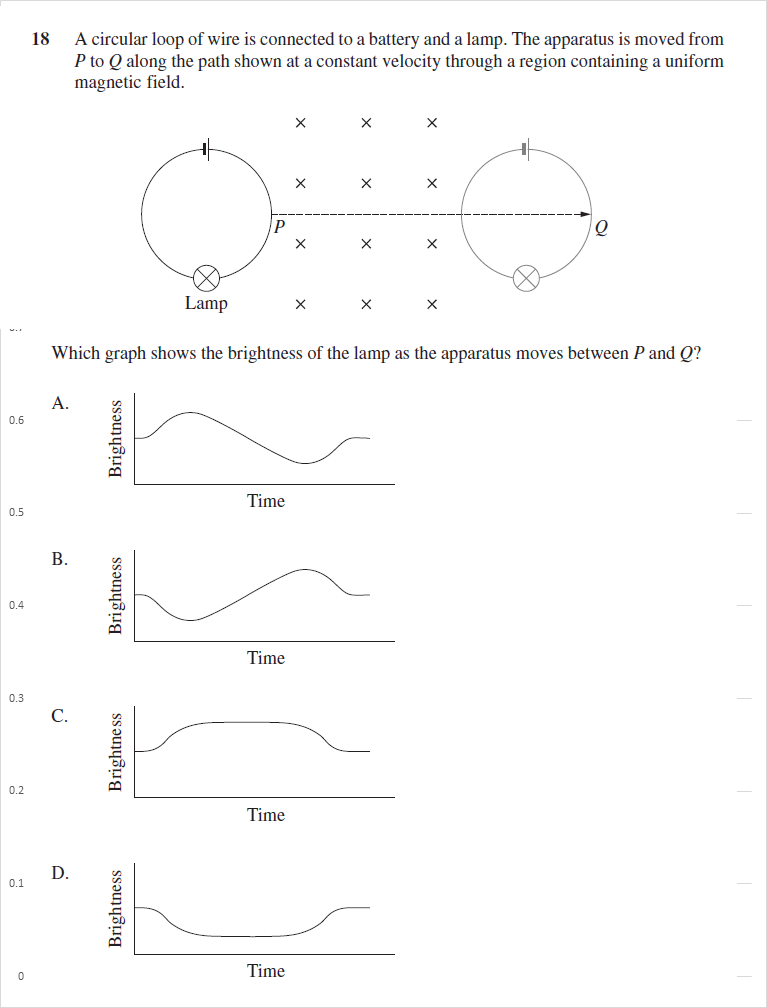 18 A circular loop of wire is connected to a battery and a lamp. The apparatus is moved from
P to Q along the path shown at a constant velocity through a region containing a uniform
magnetic field.
P
Q
Lamp
Which graph shows the brightness of the lamp as the apparatus moves between P and Q?
A.
Brightness
Time
0.6
0.5
B.
Brightness
Time
0.4
0.3
C.
Brightness
Time
0.2
D.
Brightness
Time
0.1
0